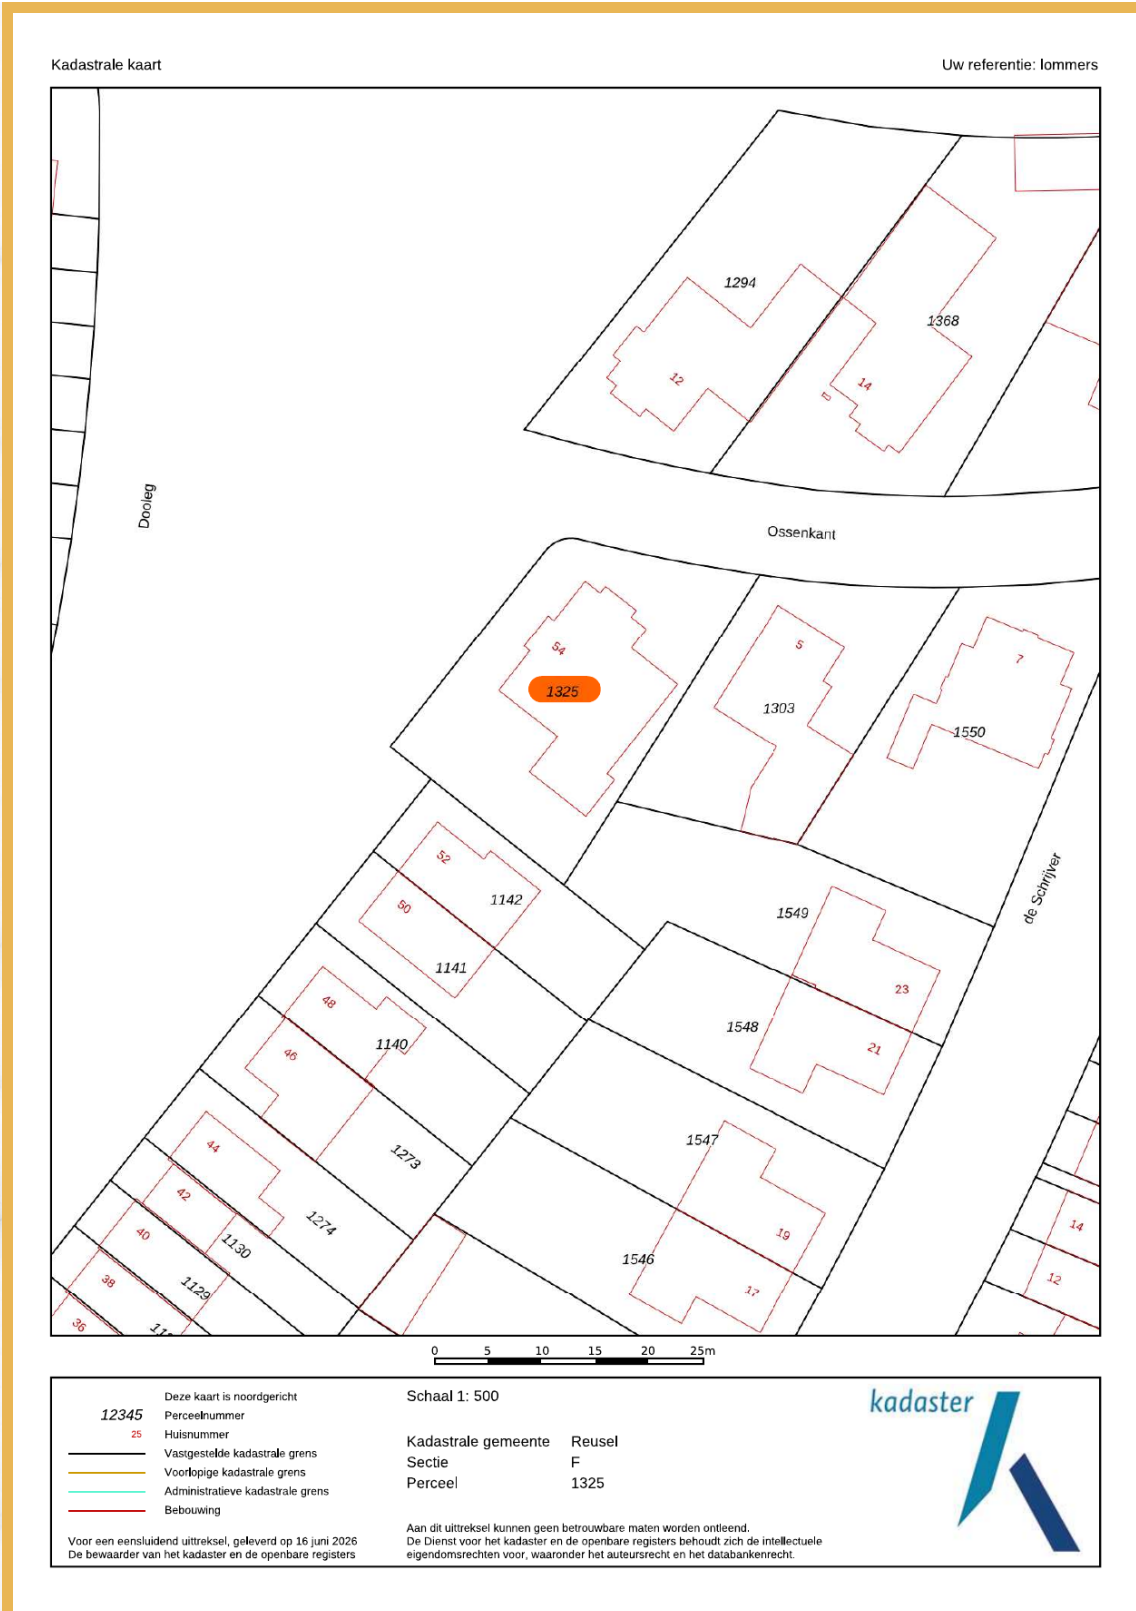 Kadastrale kaart
Uw referentie: lommers
1294
1368
12
14
Dooleg
Ossenkant
54
1325
5
1303
7
1550
52
1142
50
1141
1549
23
de Schrijver
48
1140
46
1548
21
44
1273
1547
42
1274
40
1130
19
14
38
1129
1546
17
12
36
0 5 10 15 20 25m
Deze kaart is noordgericht
12345 Perceelnummer
25 Huisnummer
Vastgestelde kadastrale grens
Voorlopige kadastrale grens
Administratieve kadastrale grens
Bebouwing
Voor een eensluidend uittreksel, geleverd op 16 juni 2026
De bewaarder van het kadaster en de openbare registers
Schaal 1: 500
Kadastrale gemeente Reusel
Sectie F
Perceel 1325
Aan dit uittreksel kunnen geen betrouwbare maten worden ontleend.
De Dienst voor het kadaster en de openbare registers behoudt zich de intellectuele
eigendomsrechten voor, waaronder het auteursrecht en het databankenrecht.
kadaster